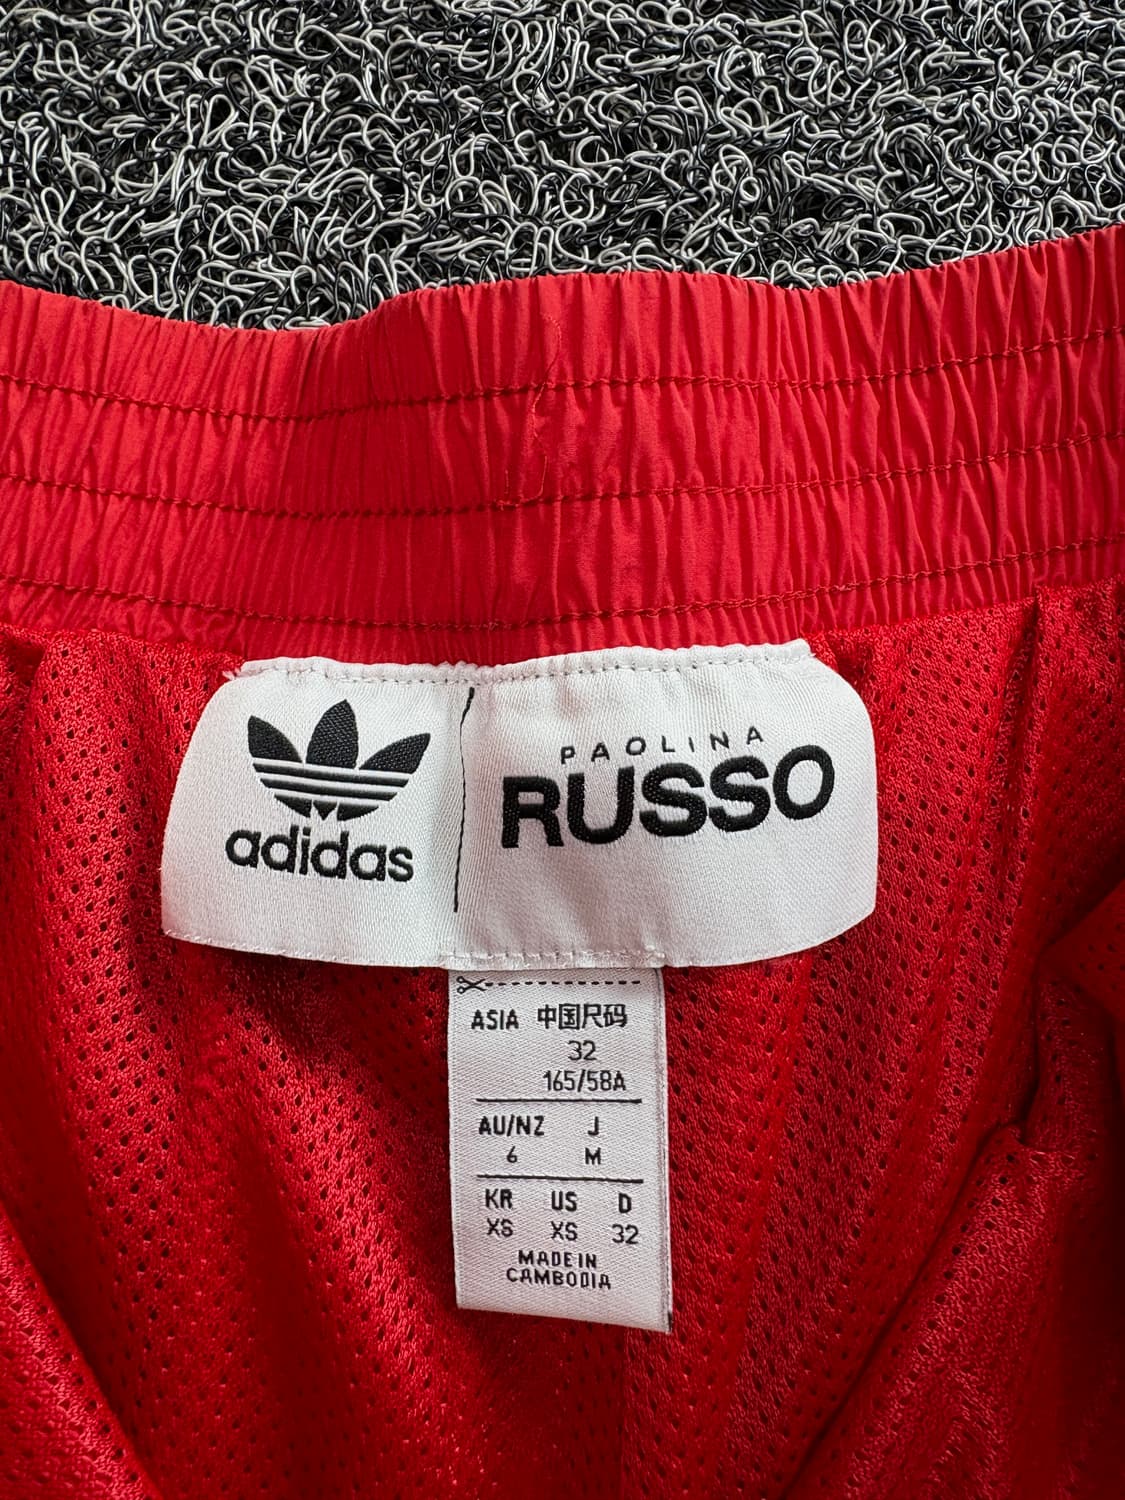 adidas
PAOLINA
RUSSO
ASIA 中国尺码
32
165/58A
AU/NZ J
6 M
KR US D
XS XS 32
MADE IN
CAMBODIA